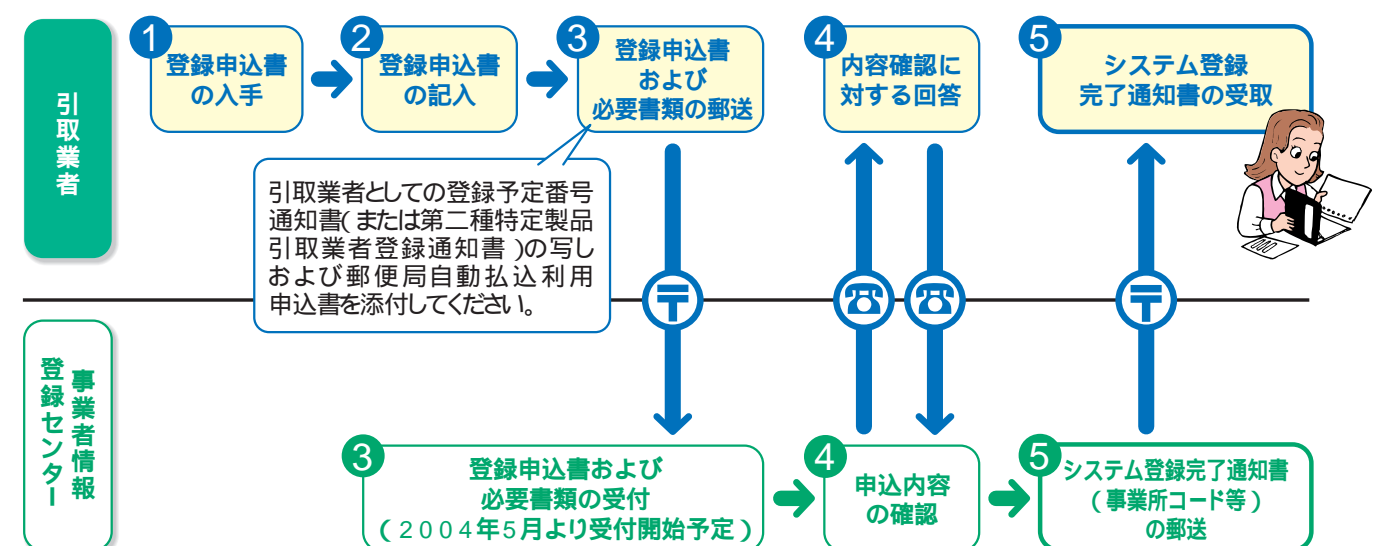 引取業者
1
登録申込書
の入手
2
登録申込書
の記入
3
登録申込書
および
必要書類の郵送
4
内容確認に
対する回答
5
システム登録
完了通知書の受取
引取業者としての登録予定番号
通知書(または第二種特定製品
引取業者登録通知書)の写し
および郵便局自動払込利用
申込書を添付してください。
〒
〒
事業者情報
登録センター
3
登録申込書および
必要書類の受付
(2004年5月より受付開始予定)
4
申込内容
の確認
5
システム登録完了通知書
(事業所コード等)
の郵送